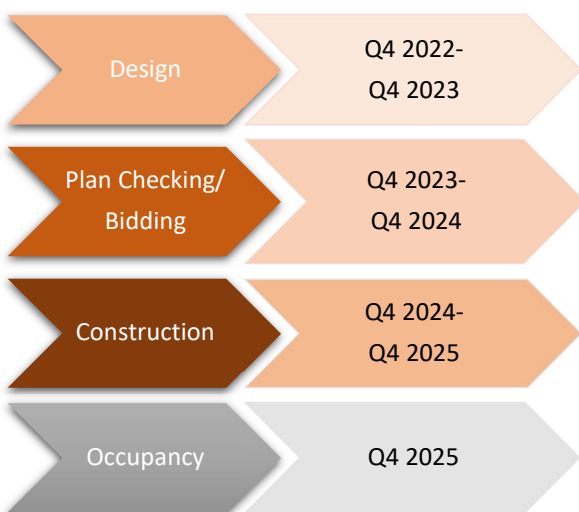 Design
Q4 2022-
Q4 2023
Plan Checking/
Bidding
Q4 2023-
Q4 2024
Construction
Q4 2024-
Q4 2025
Occupancy
Q4 2025